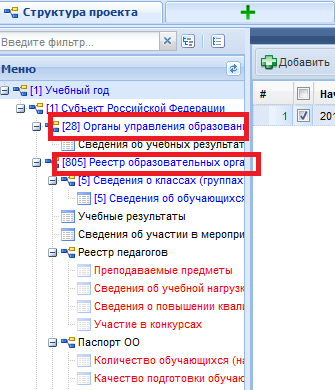 Структура проекта
Введите фильтр...
Меню
Добавить
#
[1] Учебный год
1
[1] Субъект Российской Федерации
[28] Органы управления образован
Сведения об учебных результат
[805] Реестр образовательных орга
[5] Сведения о классах (группах
[5] Сведения об обучающихся
Учебные результаты
Сведения об участии в меропри
Реестр педагогов
Преподаваемые предметы
Сведения об учебной нагрузк
Сведения о повышении квали
Участие в конкурсах
Паспорт ОО
Количество обучающихся (на
Качество подготовки обучаю